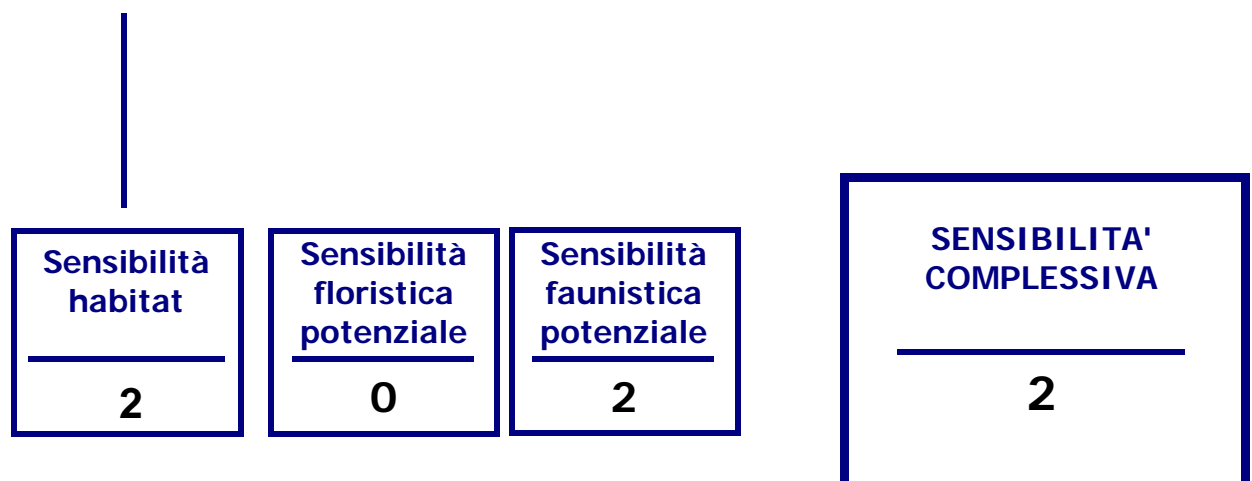 Sensibilità
habitat
2
Sensibilità
floristica
potenziale
0
Sensibilità
faunistica
potenziale
2
SENSIBILITA'
COMPLESSIVA
2